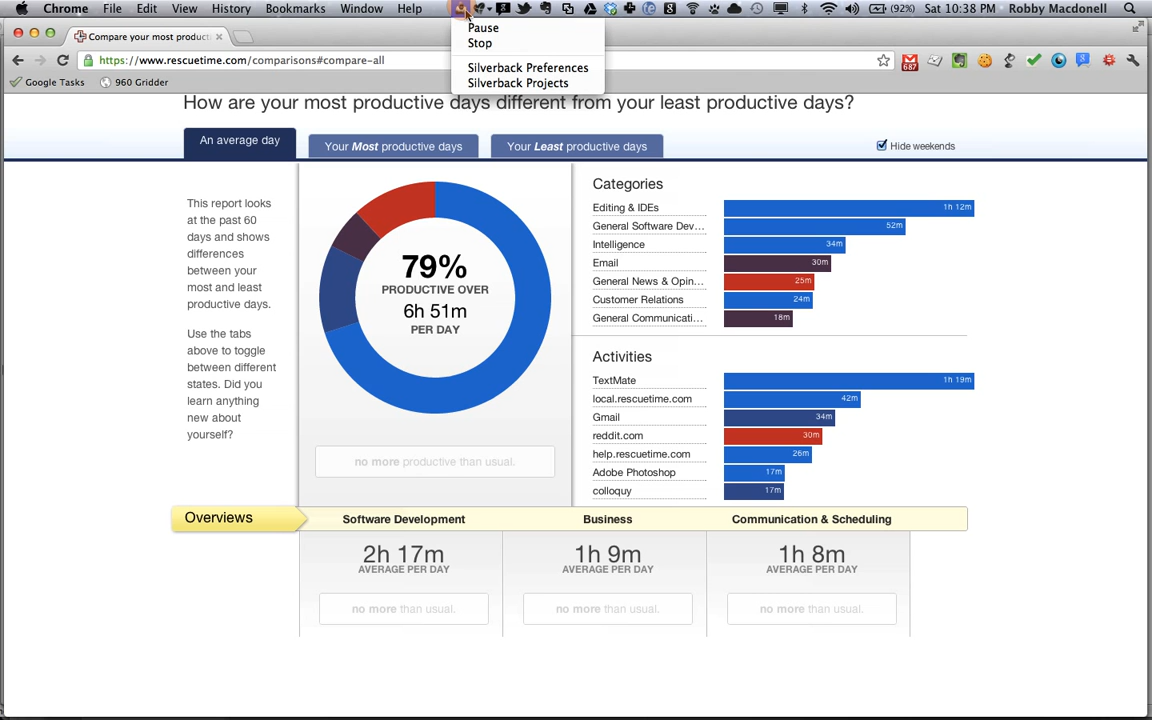 Chrome File Edit View History Bookmarks Window Help (92%) Sat 10:38 PM Robby Macdonell
Pause
Stop
Silverback Preferences
Silverback Projects
Compare your most producti
https://www.rescuetime.com/comparisons#compare-all
687
Google Tasks 960 Gridder
How are your most productive days different from your least productive days?
An average day Your Most productive days Your Least productive days Hide weekends
This report looks
at the past 60
days and shows
differences
between your
most and least
productive days.
Use the tabs
above to toggle
between different
states. Did you
learn anything
new about
yourself?
79%
PRODUCTIVE OVER
6h 51m
PER DAY
no more productive than usual.
Categories
Editing & IDEs 1h 12m
General Software Dev... 52m
Intelligence 34m
Email 30m
General News & Opin... 25m
Customer Relations 24m
General Communicati... 18m
Activities
TextMate 1h 19m
local.rescuetime.com 42m
Gmail 34m
reddit.com 30m
help.rescuetime.com 26m
Adobe Photoshop 17m
colloquy 17m
Overviews Software Development Business Communication & Scheduling
2h 17m 1h 9m 1h 8m
AVERAGE PER DAY AVERAGE PER DAY AVERAGE PER DAY
no more than usual. no more than usual. no more than usual.